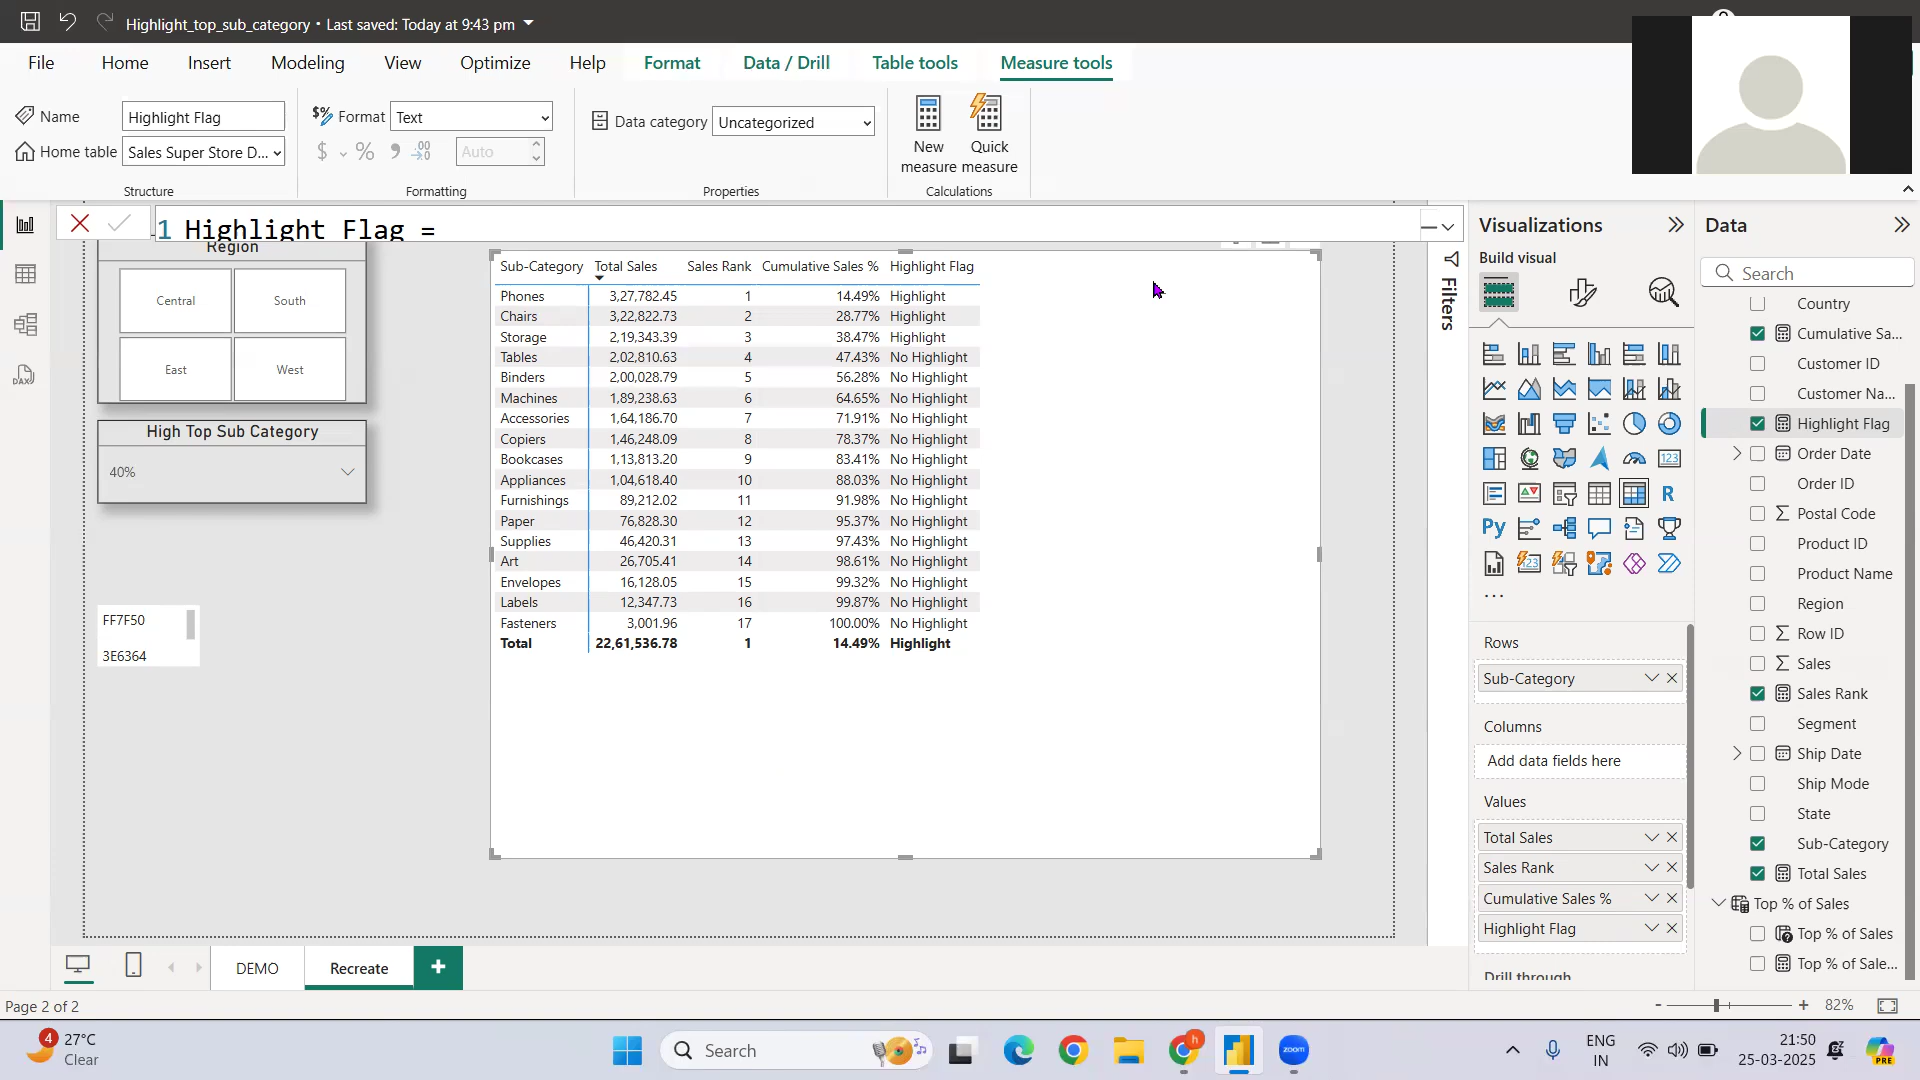 Highlight_top_sub_category • Last saved: Today at 9:43 pm
File Home Insert Modeling View Optimize Help Format Data / Drill Table tools Measure tools
Name Highlight Flag
Home table Sales Super Store D...
Structure
Format Text
$ % 9 Auto
Formatting
Data category Uncategorized
Properties
New measure
Quick measure
Calculations
1 Highlight Flag =
Region
Central South
East West
High Top Sub Category
40%
FF7F50
3E6364
Sub-Category Total Sales Sales Rank Cumulative Sales % Highlight Flag
Phones 3,27,782.45 1 14.49% Highlight
Chairs 3,22,822.73 2 28.77% Highlight
Storage 2,19,343.39 3 38.47% Highlight
Tables 2,02,810.63 4 47.43% No Highlight
Binders 2,00,028.79 5 56.28% No Highlight
Machines 1,89,238.63 6 64.65% No Highlight
Accessories 1,64,186.70 7 71.91% No Highlight
Copiers 1,46,248.09 8 78.37% No Highlight
Bookcases 1,13,813.20 9 83.41% No Highlight
Appliances 1,04,618.40 10 88.03% No Highlight
Furnishings 89,212.02 11 91.98% No Highlight
Paper 76,828.30 12 95.37% No Highlight
Supplies 46,420.31 13 97.43% No Highlight
Art 26,705.41 14 98.61% No Highlight
Envelopes 16,128.05 15 99.32% No Highlight
Labels 12,347.73 16 99.87% No Highlight
Fasteners 3,001.96 17 100.00% No Highlight
Total 22,61,536.78 1 14.49% Highlight
Filters
Visualizations
Build visual
Rows
Sub-Category
Columns
Add data fields here
Values
Total Sales
Sales Rank
Cumulative Sales %
Highlight Flag
Drill through
Data
Search
Country
Cumulative Sa...
Customer ID
Customer Na...
Highlight Flag
Order Date
Order ID
Postal Code
Product ID
Product Name
Region
Row ID
Sales
Sales Rank
Segment
Ship Date
Ship Mode
State
Sub-Category
Total Sales
Top % of Sales
Top % of Sales
Top % of Sale...
DEMO Recreate +
Page 2 of 2
82%
4 27°C
Clear
Search
zoom
ENG
IN
21:50
25-03-2025
PRE